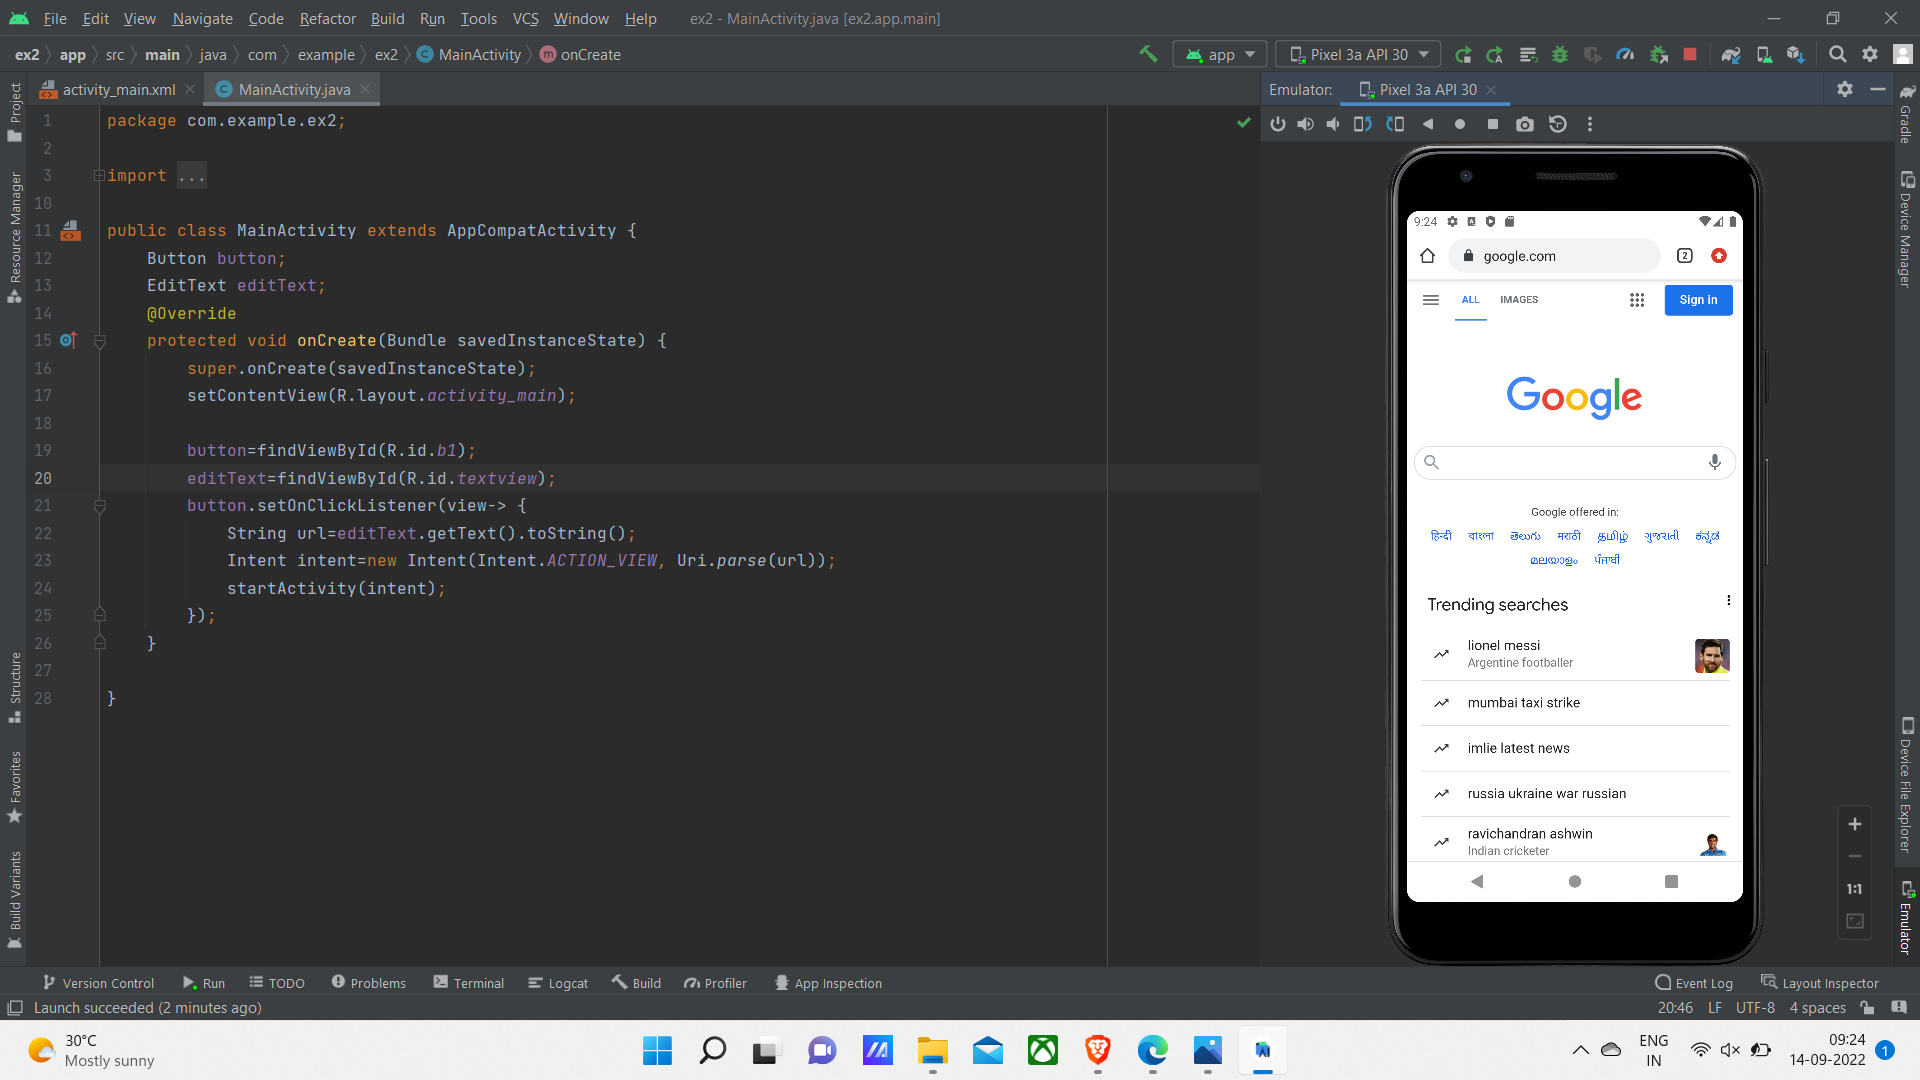 File Edit View Navigate Code Refactor Build Run Tools VCS Window Help ex2 - MainActivity.java [ex2.app.main]
ex2 app src main java com example ex2 MainActivity onCreate app Pixel 3a API 30
activity_main.xml MainActivity.java
Emulator: Pixel 3a API 30
Project
Resource Manager
Structure
Favorites
Build Variants
1 package com.example.ex2;
2
3 import ...
10
11 public class MainActivity extends AppCompatActivity {
12 Button button;
13 EditText editText;
14 @Override
15 protected void onCreate(Bundle savedInstanceState) {
16 super.onCreate(savedInstanceState);
17 setContentView(R.layout.activity_main);
18
19 button=findViewById(R.id.b1);
20 editText=findViewById(R.id.textview);
21 button.setOnClickListener(view-> {
22 String url=editText.getText().toString();
23 Intent intent=new Intent(Intent.ACTION_VIEW, Uri.parse(url));
24 startActivity(intent);
25 });
26 }
27
28 }
9:24
google.com 2
ALL IMAGES Sign in
Google
Google offered in:
हिन्दी বাংলা తెలుగు मराठी தமிழ் ગુજરાતી ಕನ್ನಡ
മലയാളം ਪੰਜਾਬੀ
Trending searches
lionel messi
Argentine footballer
mumbai taxi strike
imlie latest news
russia ukraine war russian
ravichandran ashwin
Indian cricketer
1:1
Gradle
Device Manager
Device File Explorer
Emulator
Version Control Run TODO Problems Terminal Logcat Build Profiler App Inspection Event Log Layout Inspector
Launch succeeded (2 minutes ago) 20:46 LF UTF-8 4 spaces
30°C
Mostly sunny
ENG
IN
09:24
14-09-2022
1